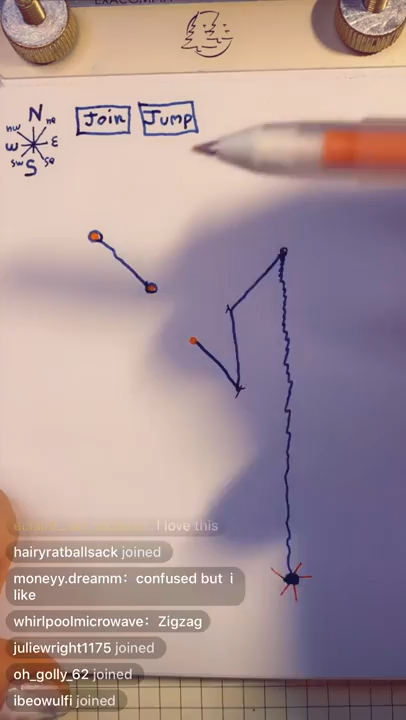 EXACOMPTA
N
nw ne
W E
sw se
S
Join Jump
I love this
hairyratballsack joined
moneyy.dreamm: confused but i
like
whirlpoolmicrowave: Zigzag
juliewright1175 joined
oh_golly_62 joined
ibeowulfi joined